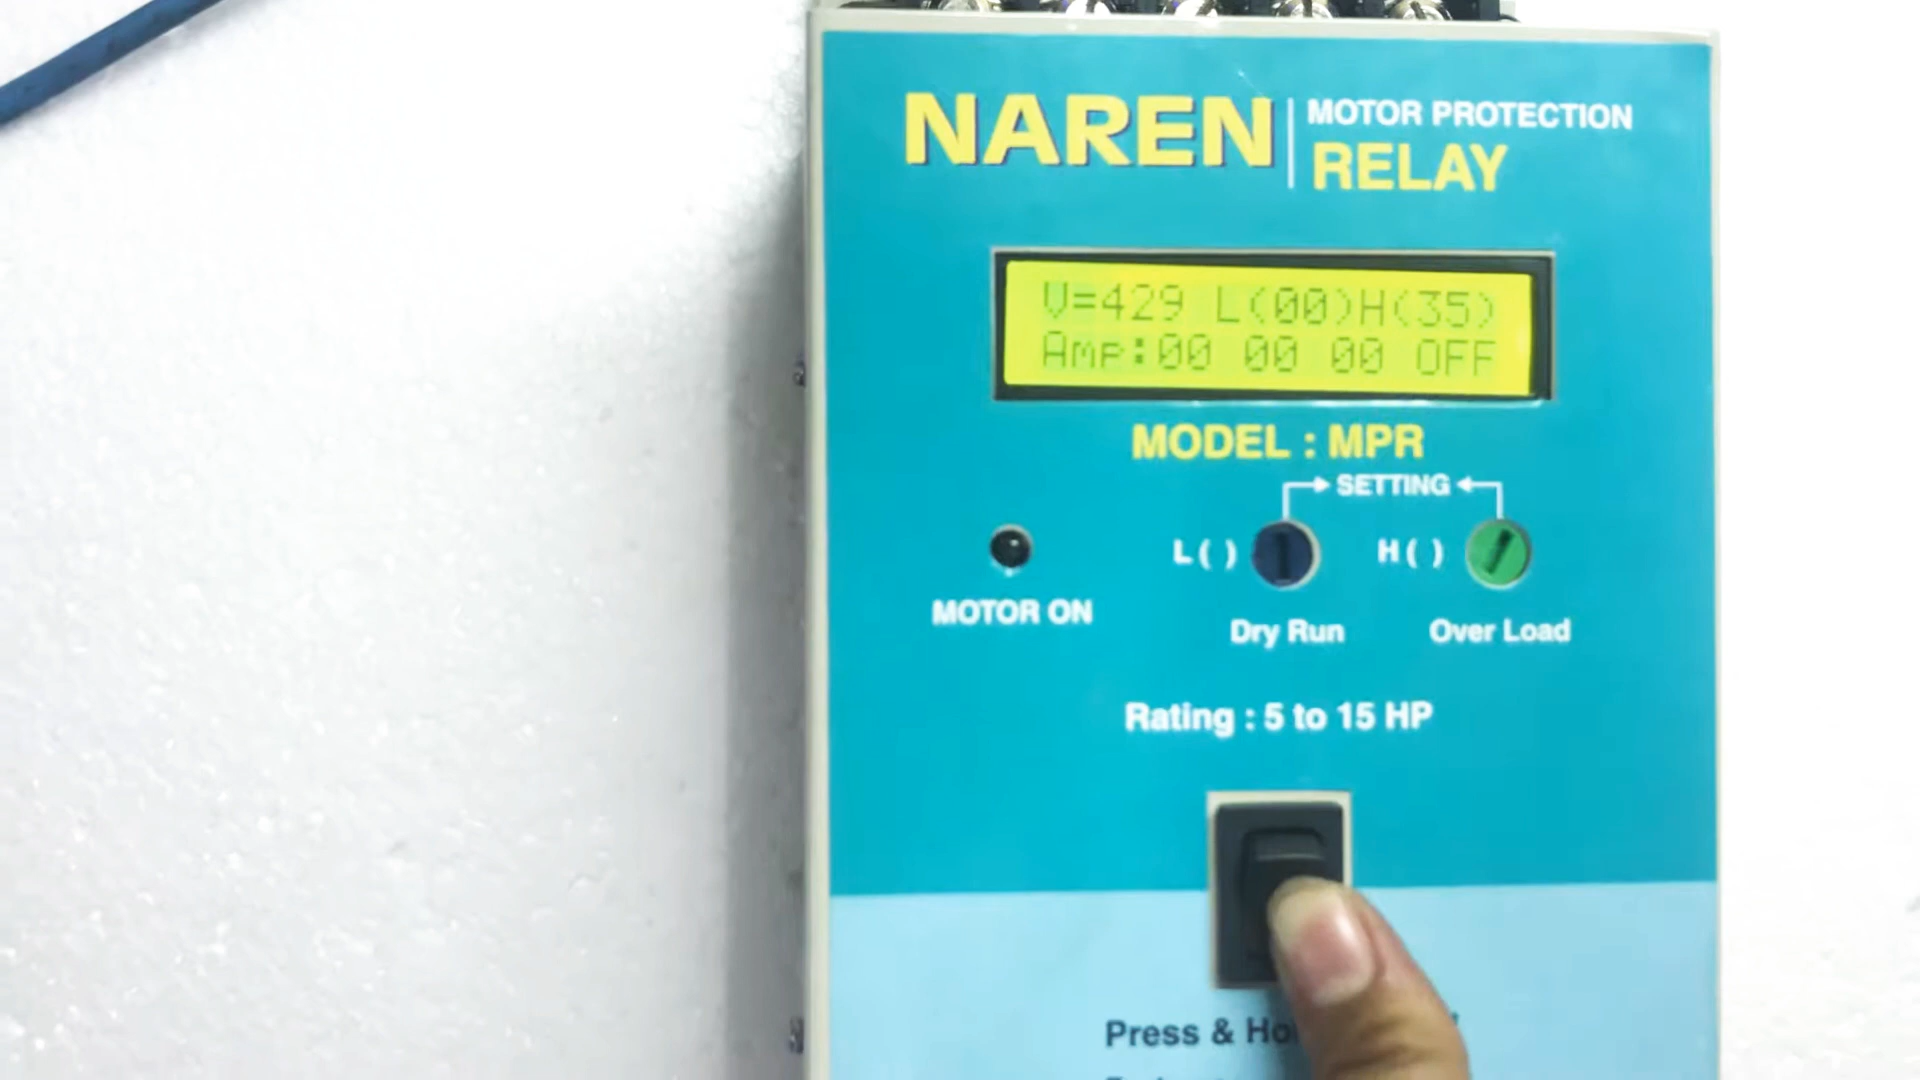 NAREN
MOTOR PROTECTION
RELAY
V=429 L(00)H(35)
Amp:00 00 00 OFF
MODEL : MPR
SETTING
L ( )
H ( )
MOTOR ON
Dry Run
Over Load
Rating : 5 to 15 HP
Press &